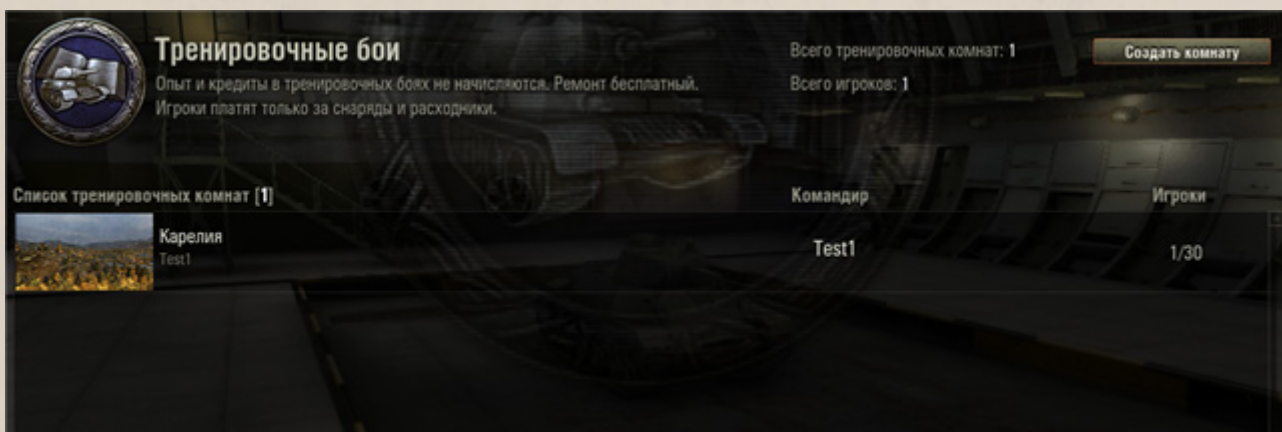 Тренировочные бои
Опыт и кредиты в тренировочных боях не начисляются. Ремонт бесплатный.
Игроки платят только за снаряды и расходники.
Всего тренировочных комнат: 1
Всего игроков: 1
Создать комнату
Список тренировочных комнат [1]
Командир
Игроки
Карелия
Test1
Test1
1/30